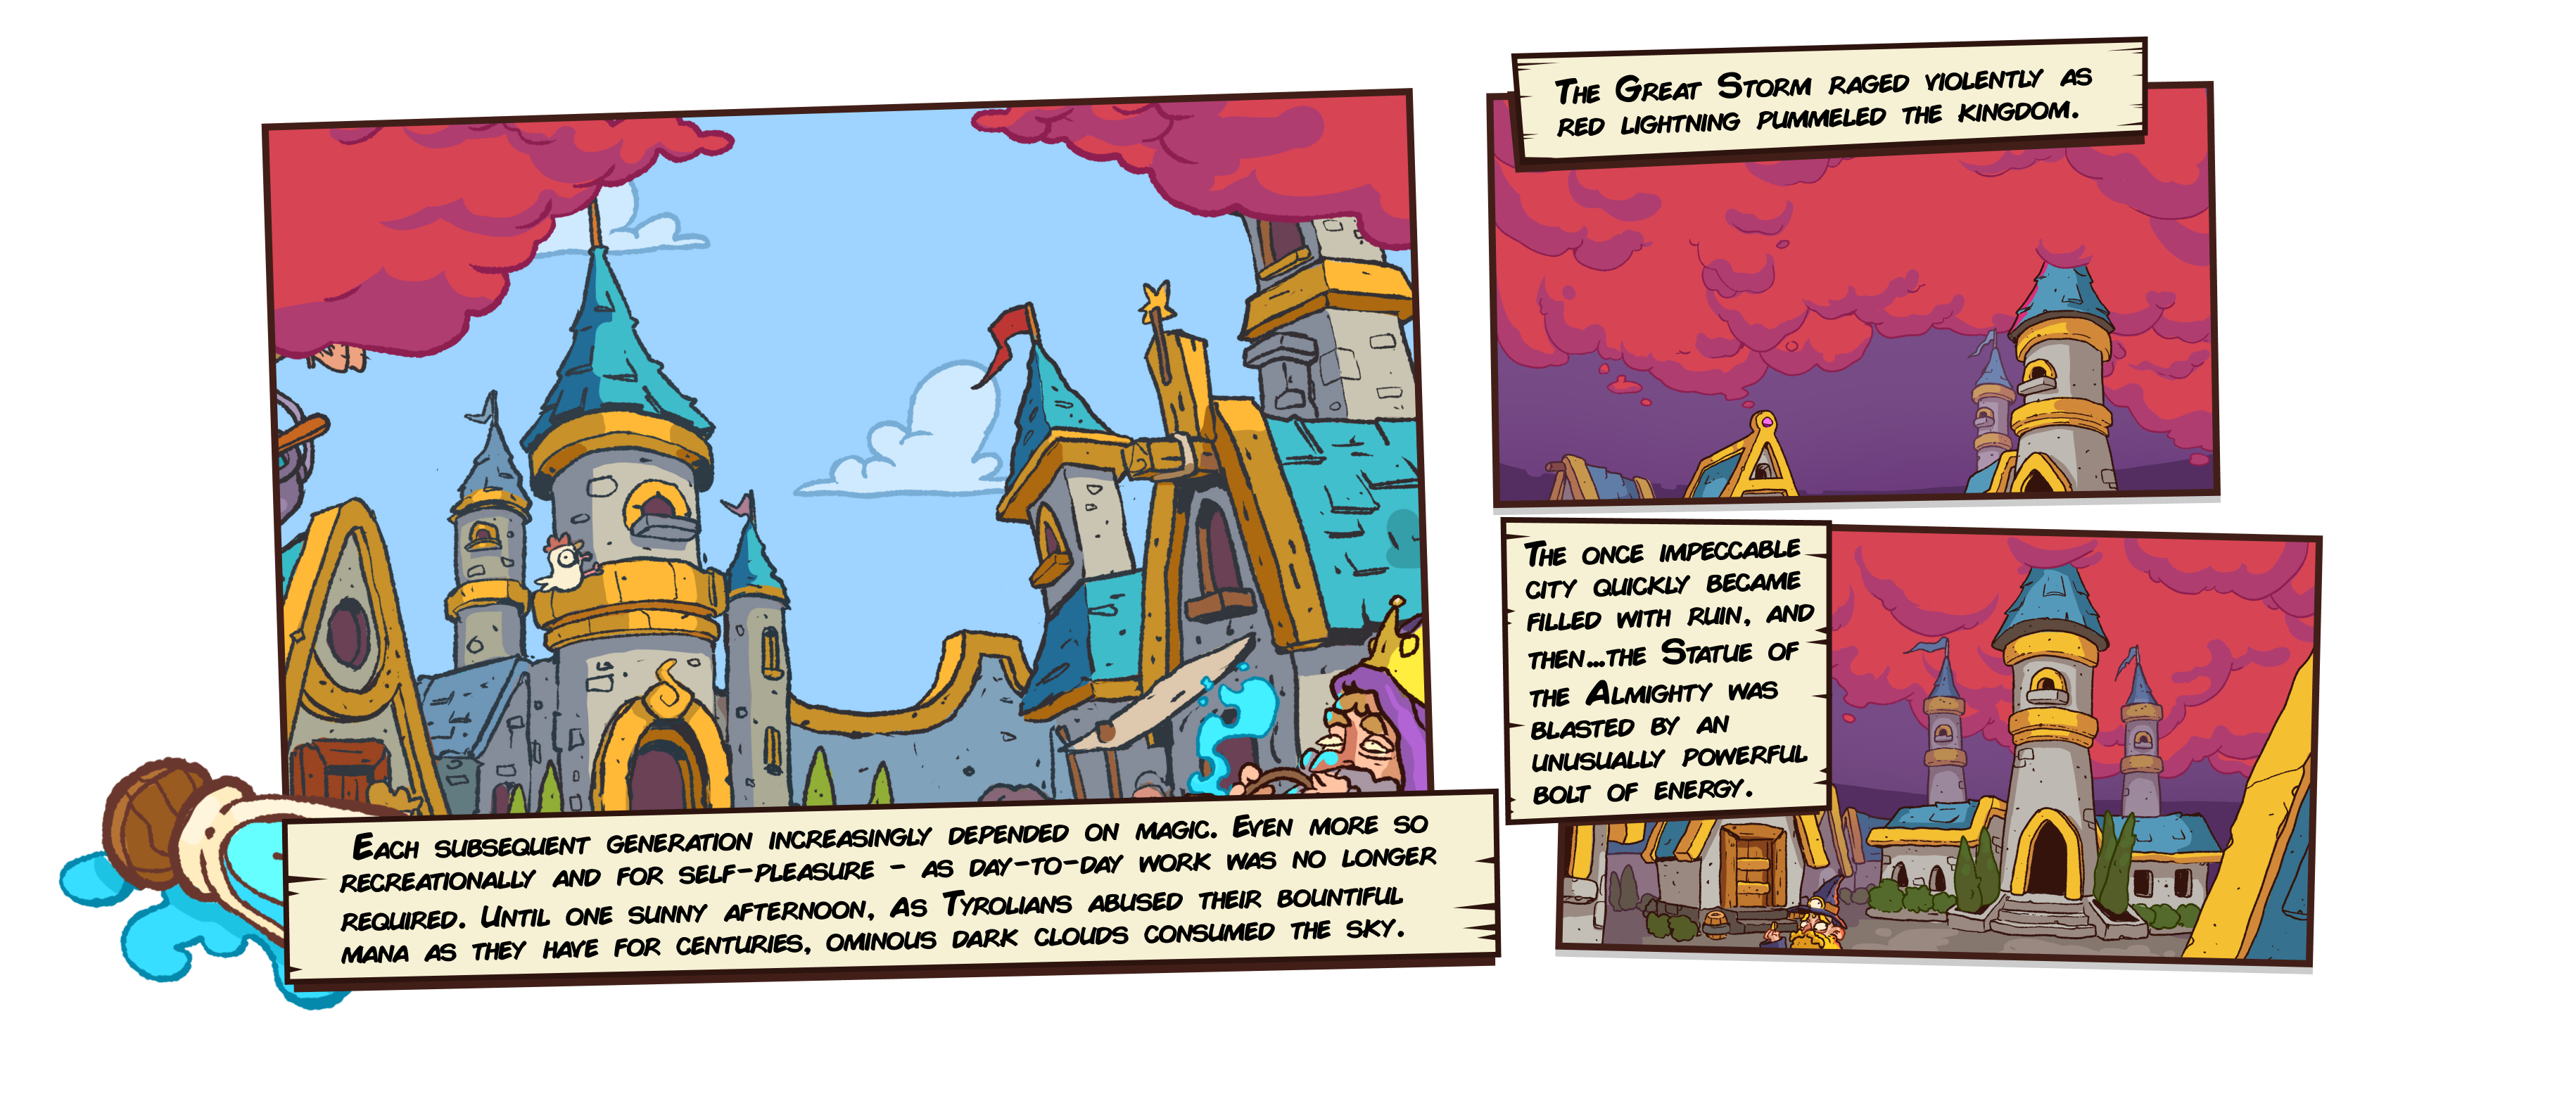 Each subsequent generation increasingly depended on magic. Even more so
recreationally and for self-pleasure - as day-to-day work was no longer
required. Until one sunny afternoon, as Tyrolians abused their bountiful
mana as they have for centuries, ominous dark clouds consumed the sky.
The Great Storm raged violently as
red lightning pummeled the kingdom.
The once impeccable
city quickly became
filled with ruin, and
then...the Statue of
the Almighty was
blasted by an
unusually powerful
bolt of energy.